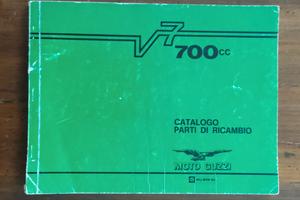 V7
700cc
CATALOGO
PARTI DI RICAMBIO
MOTO GUZZI